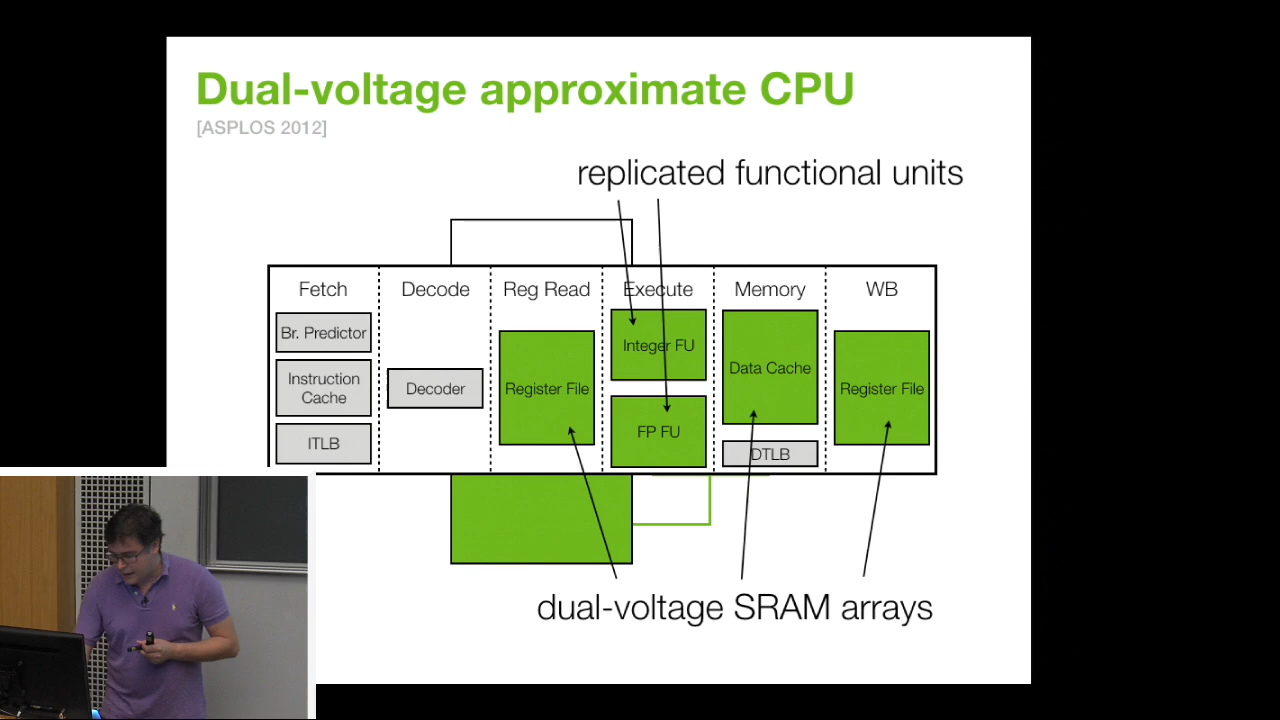 Dual-voltage approximate CPU
[ASPLOS 2012]
replicated functional units
Fetch
Decode
Reg Read
Execute
Memory
WB
Br. Predictor
Instruction
Cache
ITLB
Decoder
Register File
Integer FU
FP FU
Data Cache
DTLB
Register File
dual-voltage SRAM arrays